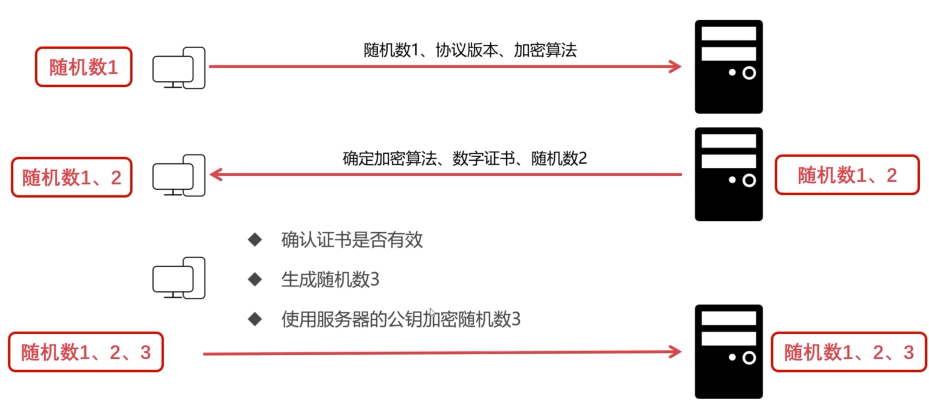 随机数1、协议版本、加密算法
随机数1
确定加密算法、数字证书、随机数2
随机数1、2
随机数1、2
确认证书是否有效
生成随机数3
使用服务器的公钥加密随机数3
随机数1、2、3
随机数1、2、3